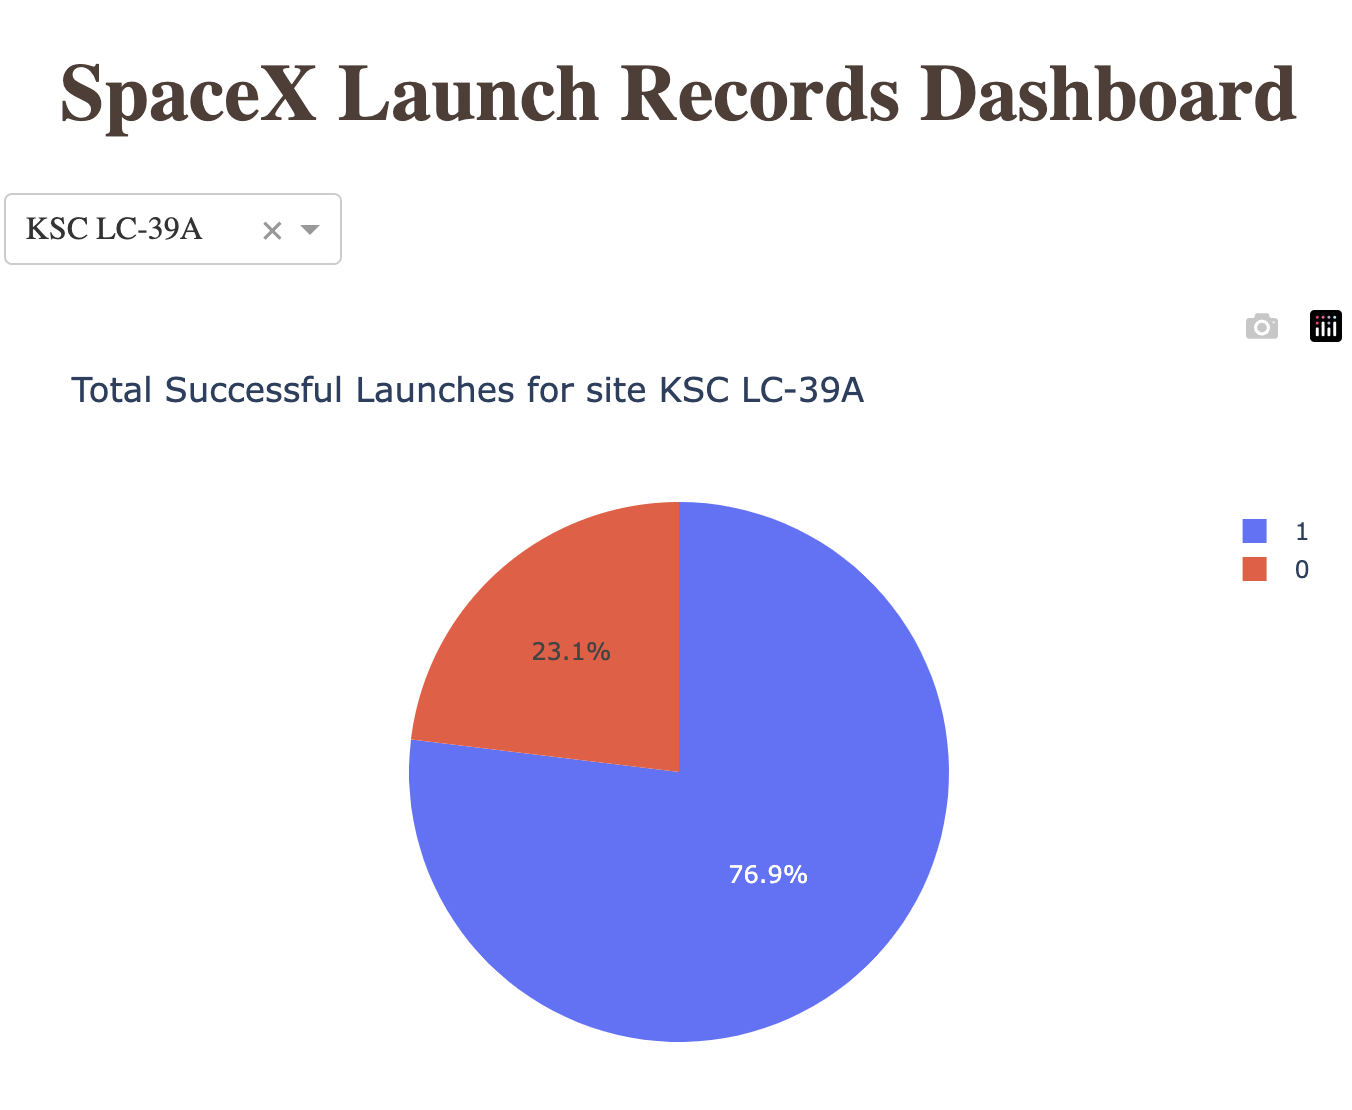 SpaceX Launch Records Dashboard
KSC LC-39A
Total Successful Launches for site KSC LC-39A
1
0
23.1%
76.9%